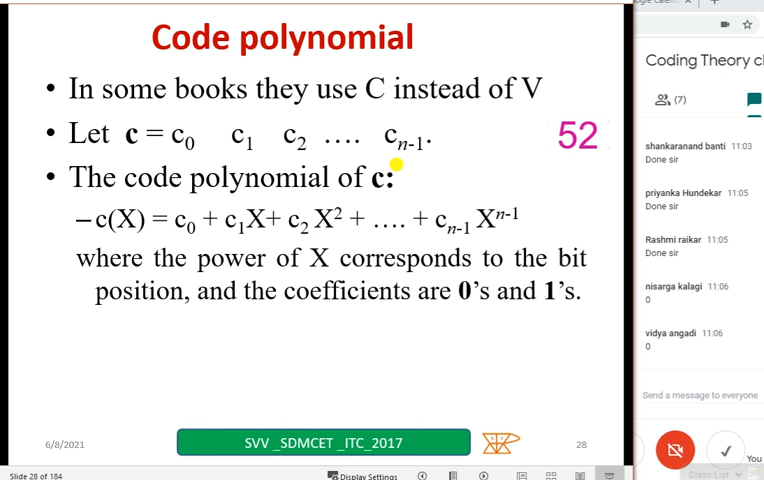 Code polynomial
• In some books they use C instead of V
• Let c = c0 c1 c2 …. cn-1.
52
• The code polynomial of c:
–c(X) = c0 + c1X+ c2 X2 + …. + cn-1 Xn-1
where the power of X corresponds to the bit
position, and the coefficients are 0’s and 1’s.
6/8/2021
SVV _SDMCET _ITC_2017
28
Slide 28 of 184
Display Settings
Coding Theory cl
(7)
shankaranand banti 11:03
Done sir
priyanka Hundekar 11:05
Done sir
Rashmi raikar 11:05
Done sir
nisarga kalagi 11:06
0
vidya angadi 11:06
0
Send a message to everyone
You
Class List